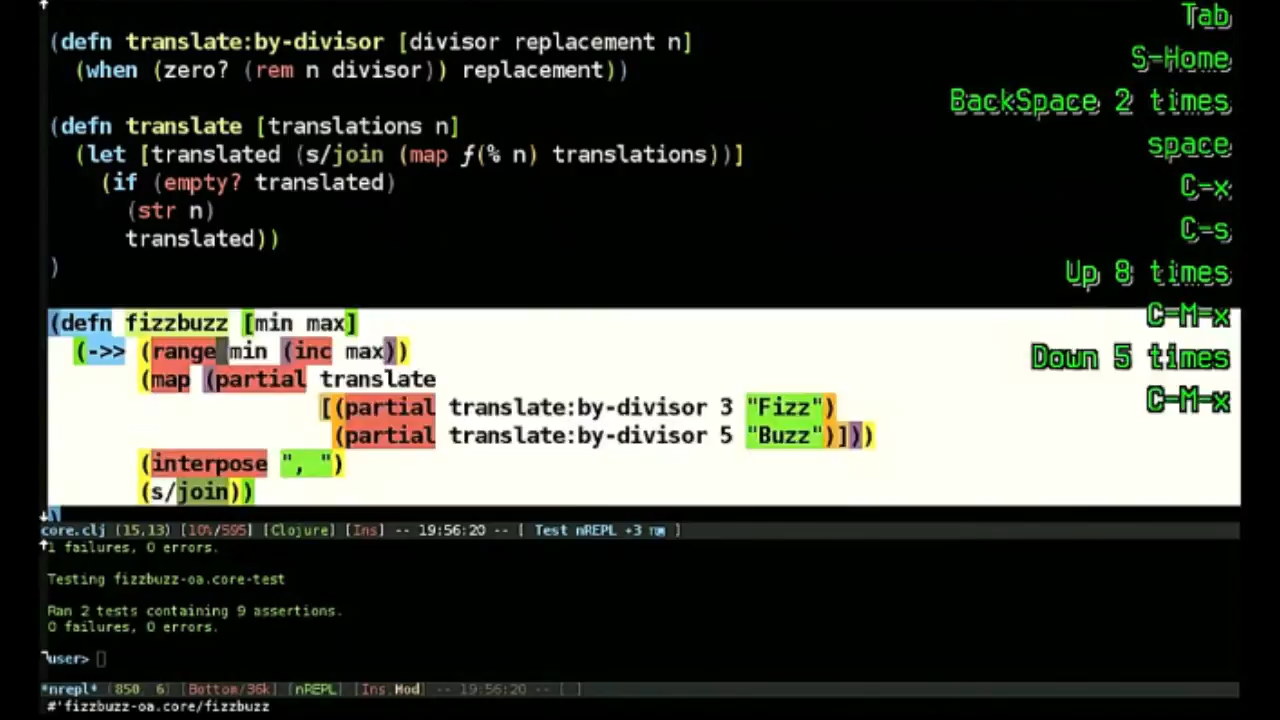 (defn translate:by-divisor [divisor replacement n]
(when (zero? (rem n divisor)) replacement))
(defn translate [translations n]
(let [translated (s/join (map ƒ(% n) translations))]
(if (empty? translated)
(str n)
translated))
)
(defn fizzbuzz [min max]
(->> (range min (inc max))
(map (partial translate
[(partial translate:by-divisor 3 "Fizz")
(partial translate:by-divisor 5 "Buzz")]))
(interpose ", ")
(s/join))
)
core.clj (15,13) [10%/595] [Clojure] [Ins] -- 19:56:20 -- [ Test nREPL +3 ]
1 failures, 0 errors.
Testing fizzbuzz-oa.core-test
Ran 2 tests containing 9 assertions.
0 failures, 0 errors.
user>
*nrepl* (850, 6) [Bottom/36k] [nREPL] [Ins Mod] -- 19:56:20 -- [ ]
#'fizzbuzz-oa.core/fizzbuzz
Tab
S-Home
BackSpace 2 times
space
C-x
C-s
Up 8 times
C-M-x
Down 5 times
C-M-x